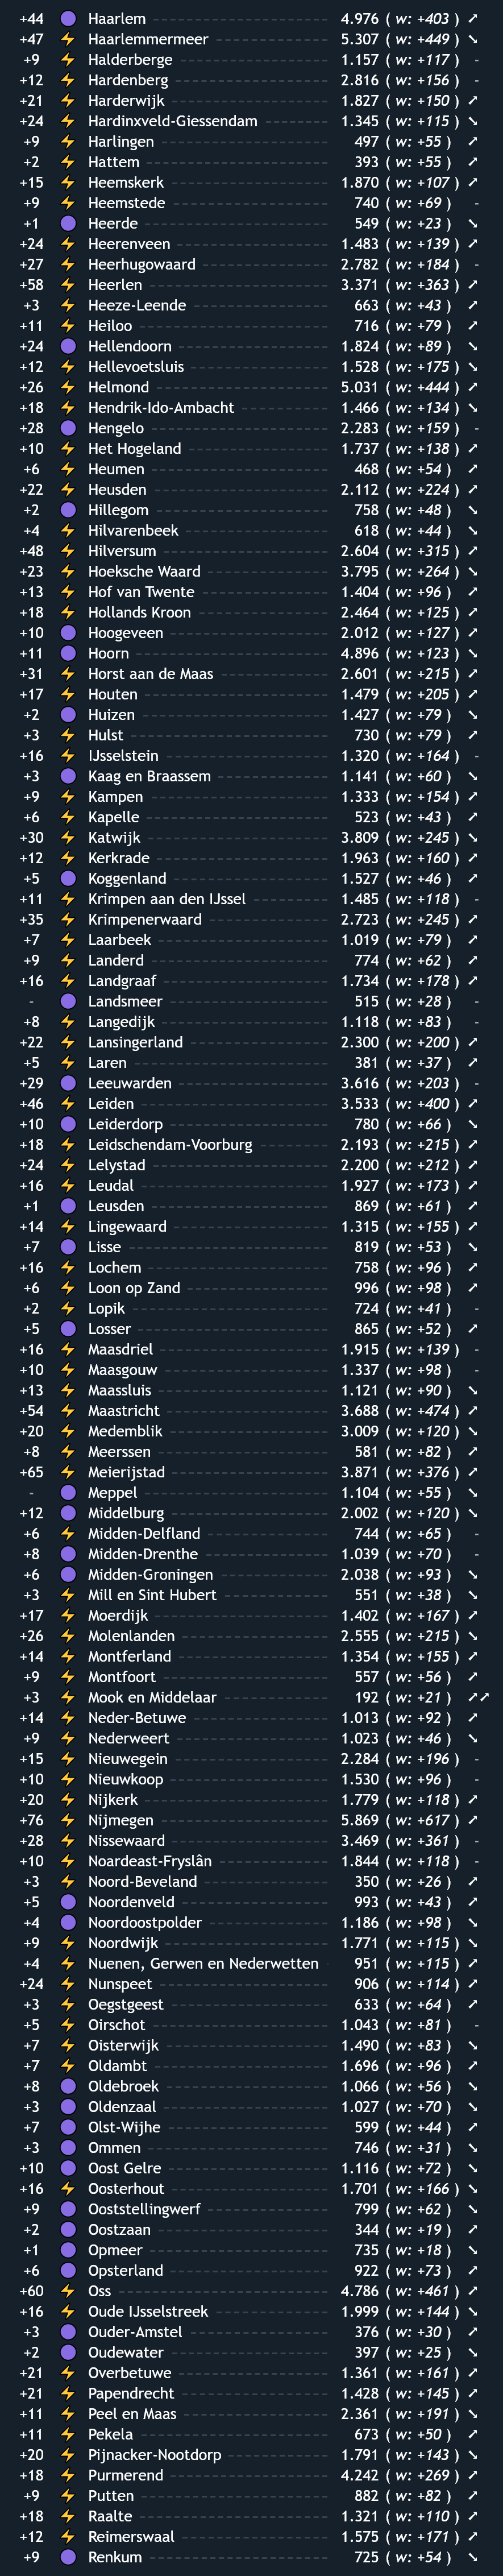 +44 Haarlem 4.976 ( w: +403 ) ↗
+47 Haarlemmermeer 5.307 ( w: +449 ) ↘
+9 Halderberge 1.157 ( w: +117 ) -
+12 Hardenberg 2.816 ( w: +156 ) -
+21 Harderwijk 1.827 ( w: +150 ) ↗
+24 Hardinxveld-Giessendam 1.345 ( w: +115 ) ↘
+9 Harlingen 497 ( w: +55 ) ↗
+2 Hattem 393 ( w: +55 ) ↗
+15 Heemskerk 1.870 ( w: +107 ) ↗
+9 Heemstede 740 ( w: +69 ) -
+1 Heerde 549 ( w: +23 ) ↘
+24 Heerenveen 1.483 ( w: +139 ) ↗
+27 Heerhugowaard 2.782 ( w: +184 ) -
+58 Heerlen 3.371 ( w: +363 ) ↗
+3 Heeze-Leende 663 ( w: +43 ) ↗
+11 Heiloo 716 ( w: +79 ) ↗
+24 Hellendoorn 1.824 ( w: +89 ) ↘
+12 Hellevoetsluis 1.528 ( w: +175 ) ↘
+26 Helmond 5.031 ( w: +444 ) ↗
+18 Hendrik-Ido-Ambacht 1.466 ( w: +134 ) ↘
+28 Hengelo 2.283 ( w: +159 ) -
+10 Het Hogeland 1.737 ( w: +138 ) ↗
+6 Heumen 468 ( w: +54 ) ↗
+22 Heusden 2.112 ( w: +224 ) ↗
+2 Hillegom 758 ( w: +48 ) ↘
+4 Hilvarenbeek 618 ( w: +44 ) ↘
+48 Hilversum 2.604 ( w: +315 ) ↗
+23 Hoeksche Waard 3.795 ( w: +264 ) ↘
+13 Hof van Twente 1.404 ( w: +96 ) ↗
+18 Hollands Kroon 2.464 ( w: +125 ) ↗
+10 Hoogeveen 2.012 ( w: +127 ) ↗
+11 Hoorn 4.896 ( w: +123 ) ↘
+31 Horst aan de Maas 2.601 ( w: +215 ) ↗
+17 Houten 1.479 ( w: +205 ) ↗
+2 Huizen 1.427 ( w: +79 ) ↘
+3 Hulst 730 ( w: +79 ) ↗
+16 IJsselstein 1.320 ( w: +164 ) -
+3 Kaag en Braassem 1.141 ( w: +60 ) ↘
+9 Kampen 1.333 ( w: +154 ) ↗
+6 Kapelle 523 ( w: +43 ) ↗
+30 Katwijk 3.809 ( w: +245 ) ↘
+12 Kerkrade 1.963 ( w: +160 ) ↗
+5 Koggenland 1.527 ( w: +46 ) ↗
+11 Krimpen aan den IJssel 1.485 ( w: +118 ) -
+35 Krimpenerwaard 2.723 ( w: +245 ) ↗
+7 Laarbeek 1.019 ( w: +79 ) ↗
+9 Landerd 774 ( w: +62 ) ↗
+16 Landgraaf 1.734 ( w: +178 ) ↗
- Landsmeer 515 ( w: +28 ) -
+8 Langedijk 1.118 ( w: +83 ) -
+22 Lansingerland 2.300 ( w: +200 ) ↗
+5 Laren 381 ( w: +37 ) ↗
+29 Leeuwarden 3.616 ( w: +203 ) -
+46 Leiden 3.533 ( w: +400 ) ↗
+10 Leiderdorp 780 ( w: +66 ) ↘
+18 Leidschendam-Voorburg 2.193 ( w: +215 ) ↗
+24 Lelystad 2.200 ( w: +212 ) ↗
+16 Leudal 1.927 ( w: +173 ) ↗
+1 Leusden 869 ( w: +61 ) ↗
+14 Lingewaard 1.315 ( w: +155 ) ↗
+7 Lisse 819 ( w: +53 ) ↘
+16 Lochem 758 ( w: +96 ) ↗
+6 Loon op Zand 996 ( w: +98 ) ↗
+2 Lopik 724 ( w: +41 ) -
+5 Losser 865 ( w: +52 ) ↗
+16 Maasdriel 1.915 ( w: +139 ) -
+10 Maasgouw 1.337 ( w: +98 ) -
+13 Maassluis 1.121 ( w: +90 ) ↘
+54 Maastricht 3.688 ( w: +474 ) ↗
+20 Medemblik 3.009 ( w: +120 ) ↘
+8 Meerssen 581 ( w: +82 ) ↗
+65 Meierijstad 3.871 ( w: +376 ) ↗
- Meppel 1.104 ( w: +55 ) ↘
+12 Middelburg 2.002 ( w: +120 ) ↘
+6 Midden-Delfland 744 ( w: +65 ) -
+8 Midden-Drenthe 1.039 ( w: +70 ) -
+6 Midden-Groningen 2.038 ( w: +93 ) ↘
+3 Mill en Sint Hubert 551 ( w: +38 ) ↘
+17 Moerdijk 1.402 ( w: +167 ) ↗
+26 Molenlanden 2.555 ( w: +215 ) ↘
+14 Montferland 1.354 ( w: +155 ) ↗
+9 Montfoort 557 ( w: +56 ) ↗
+3 Mook en Middelaar 192 ( w: +21 ) ↗↗
+14 Neder-Betuwe 1.013 ( w: +92 ) ↗
+9 Nederweert 1.023 ( w: +46 ) ↘
+15 Nieuwegein 2.284 ( w: +196 ) -
+10 Nieuwkoop 1.530 ( w: +96 ) -
+20 Nijkerk 1.779 ( w: +118 ) ↗
+76 Nijmegen 5.869 ( w: +617 ) ↗
+28 Nissewaard 3.469 ( w: +361 ) -
+10 Noardeast-Fryslân 1.844 ( w: +118 ) -
+3 Noord-Beveland 350 ( w: +26 ) ↗
+5 Noordenveld 993 ( w: +43 ) ↗
+4 Noordoostpolder 1.186 ( w: +98 ) ↘
+9 Noordwijk 1.771 ( w: +115 ) ↘
+4 Nuenen, Gerwen en Nederwetten 951 ( w: +115 ) ↗
+24 Nunspeet 906 ( w: +114 ) ↗
+3 Oegstgeest 633 ( w: +64 ) ↗
+5 Oirschot 1.043 ( w: +81 ) -
+7 Oisterwijk 1.490 ( w: +83 ) ↘
+7 Oldambt 1.696 ( w: +96 ) ↗
+8 Oldebroek 1.066 ( w: +56 ) ↘
+3 Oldenzaal 1.027 ( w: +70 ) ↘
+7 Olst-Wijhe 599 ( w: +44 ) ↗
+3 Ommen 746 ( w: +31 ) ↘
+10 Oost Gelre 1.116 ( w: +72 ) ↘
+16 Oosterhout 1.701 ( w: +166 ) ↘
+9 Ooststellingwerf 799 ( w: +62 ) ↘
+2 Oostzaan 344 ( w: +19 ) ↗
+1 Opmeer 735 ( w: +18 ) ↘
+6 Opsterland 922 ( w: +73 ) ↗
+60 Oss 4.786 ( w: +461 ) ↗
+16 Oude IJsselstreek 1.999 ( w: +144 ) ↘
+3 Ouder-Amstel 376 ( w: +30 ) ↗
+2 Oudewater 397 ( w: +25 ) ↘
+21 Overbetuwe 1.361 ( w: +161 ) ↗
+21 Papendrecht 1.428 ( w: +145 ) ↗
+11 Peel en Maas 2.361 ( w: +191 ) ↘
+11 Pekela 673 ( w: +50 ) ↗
+20 Pijnacker-Nootdorp 1.791 ( w: +143 ) ↘
+18 Purmerend 4.242 ( w: +269 ) ↗
+9 Putten 882 ( w: +82 ) ↗
+18 Raalte 1.321 ( w: +110 ) ↗
+12 Reimerswaal 1.575 ( w: +171 ) ↗
+9 Renkum 725 ( w: +54 ) ↘